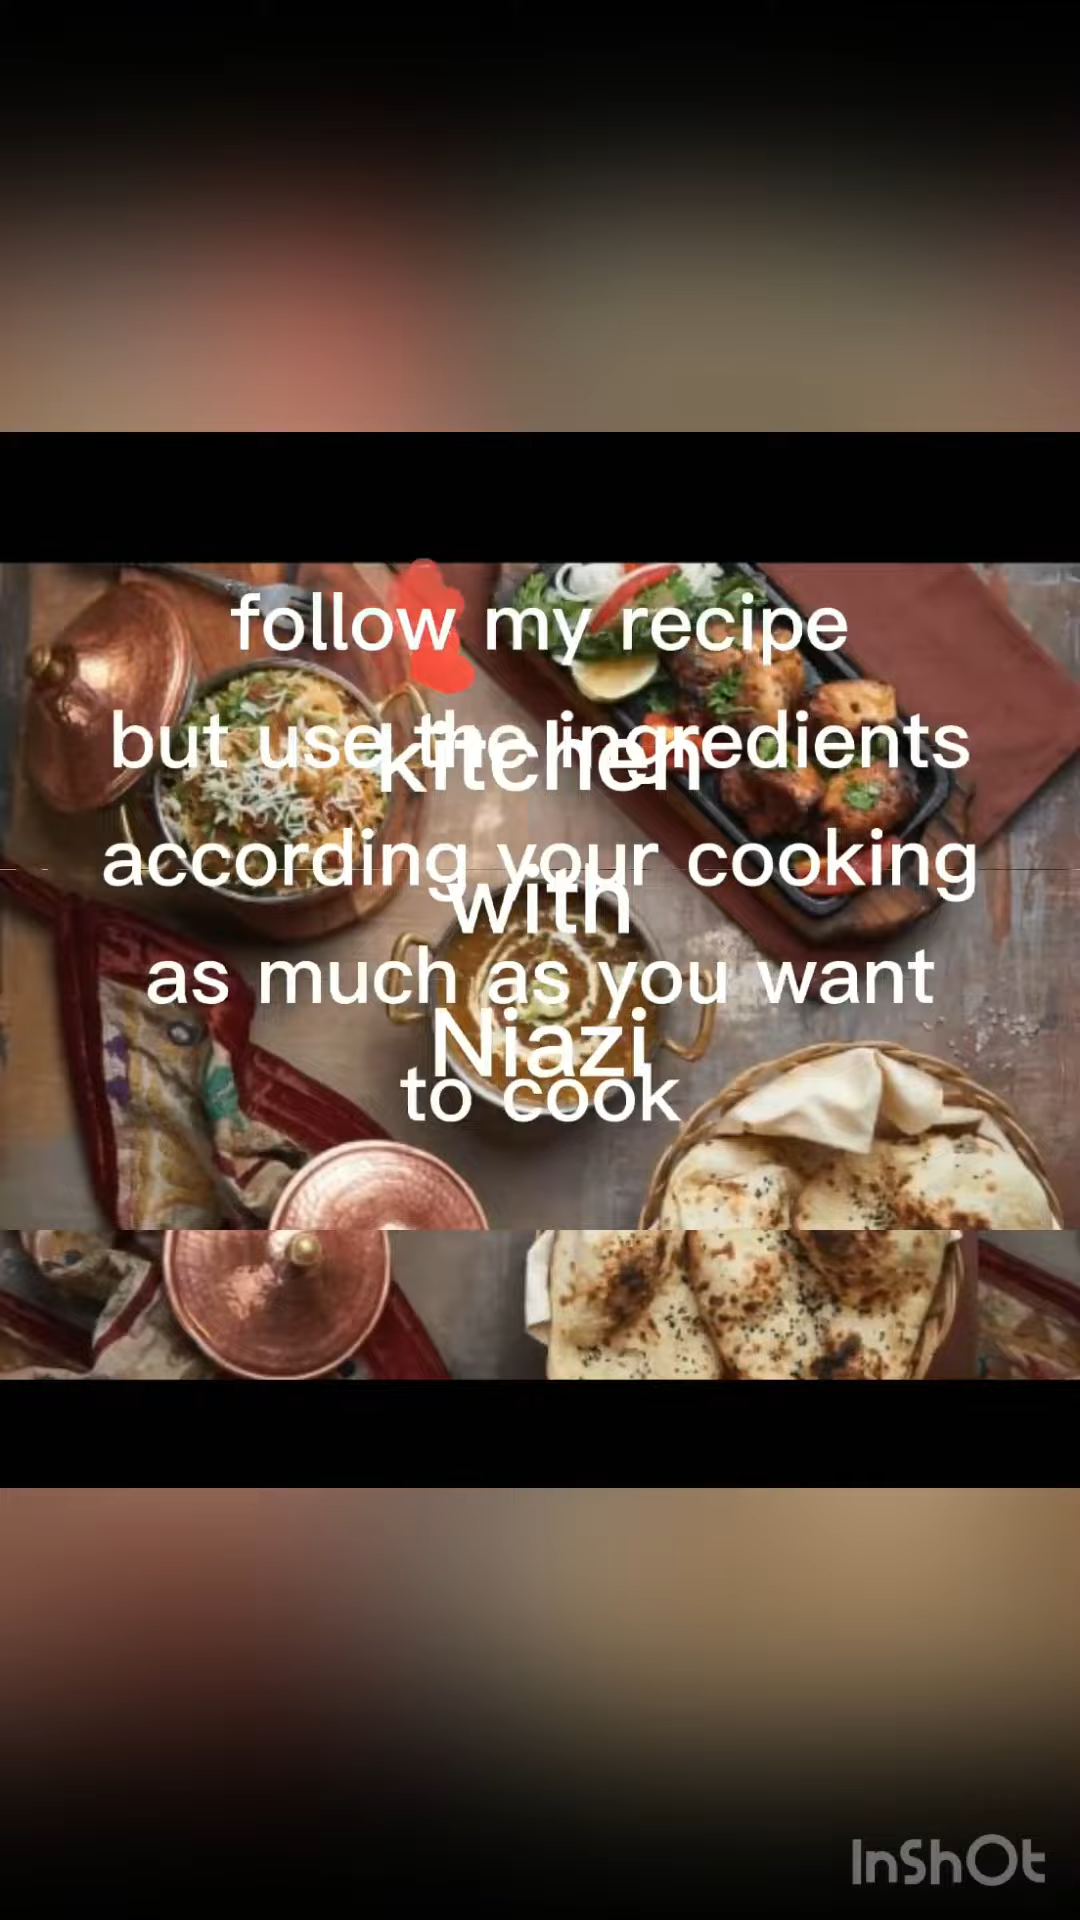 follow my recipe
but use the ingredients
kitchen
according your cooking
with
as much as you want
Niazi
to cook
InShOt